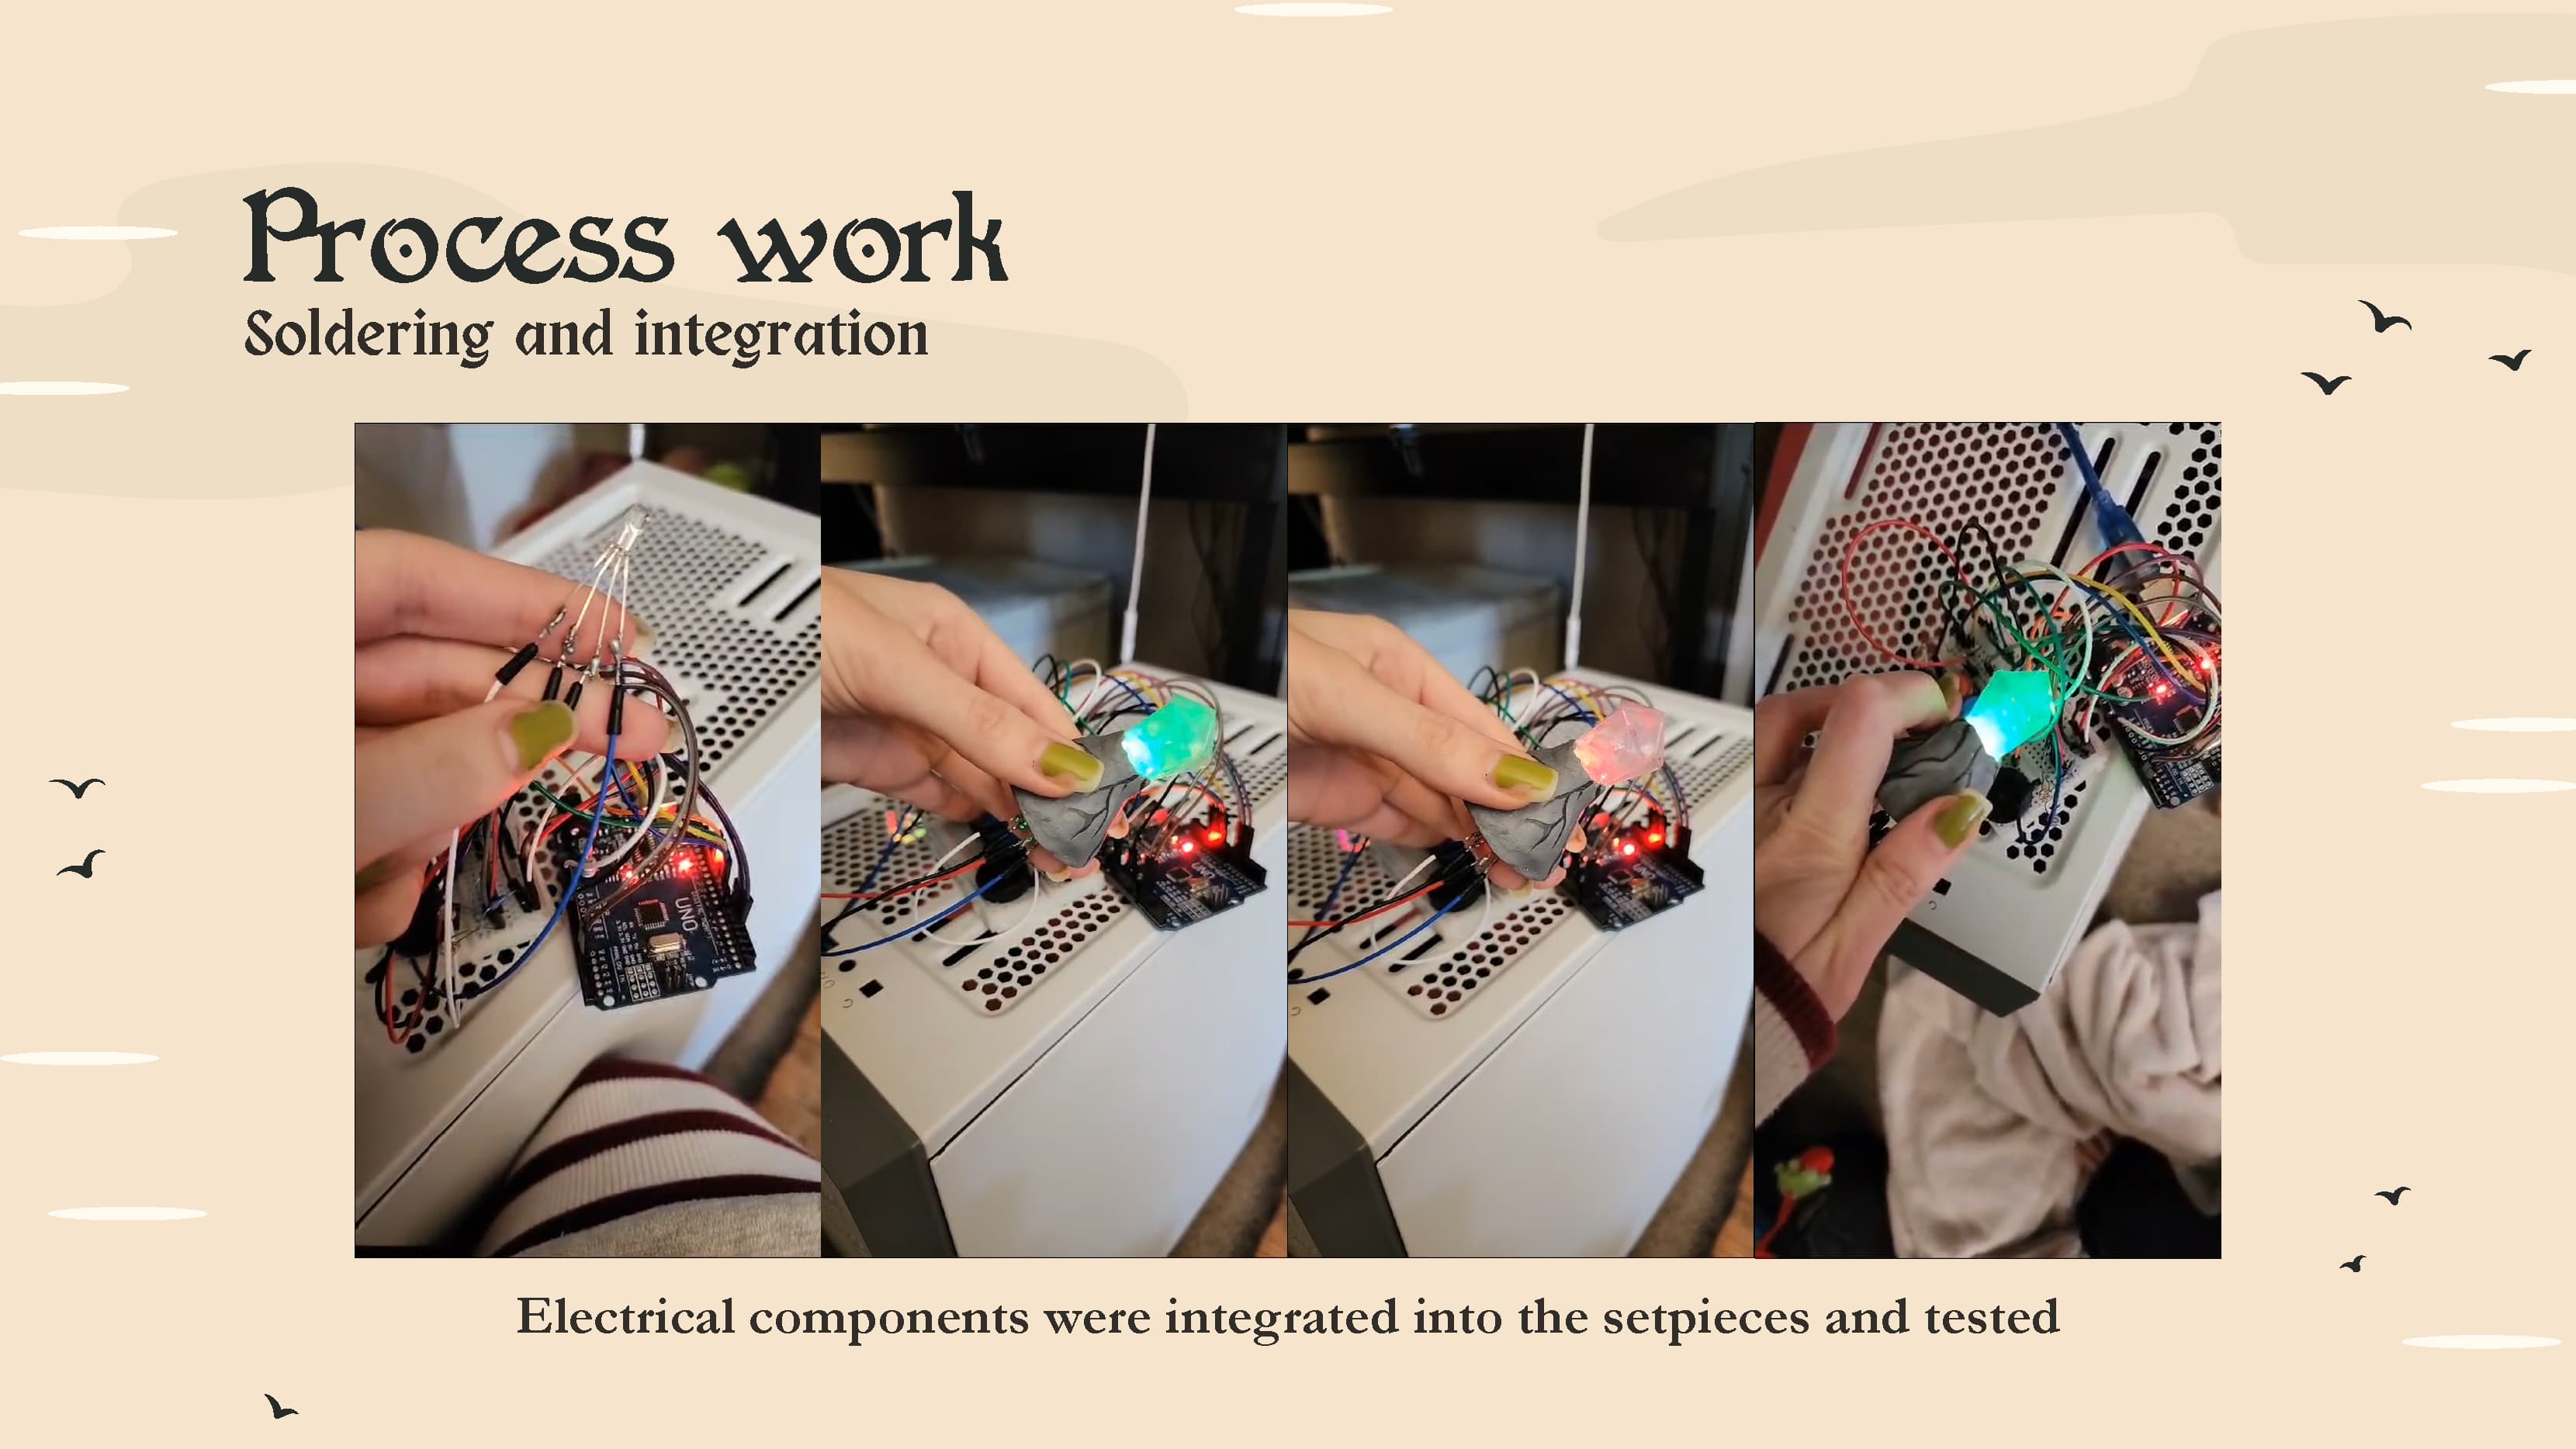 Process work
Soldering and integration
UNO
Electrical components were integrated into the setpieces and tested